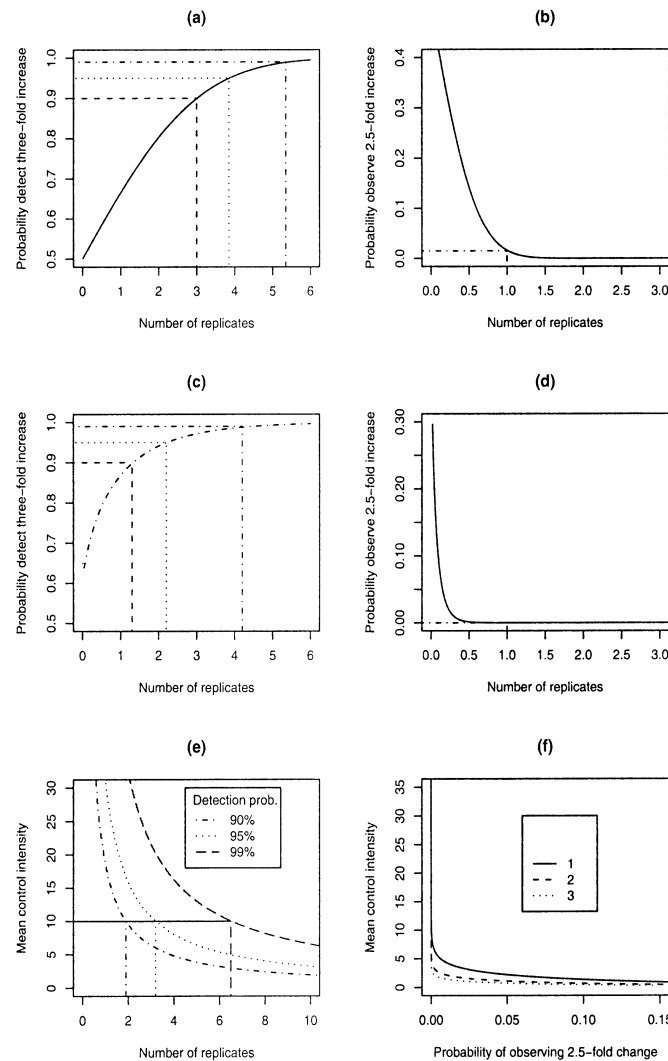 (a)
Probability detect three-fold increase
0.5 0.6 0.7 0.8 0.9 1.0
0 1 2 3 4 5 6
Number of replicates
(b)
Probability observe 2.5-fold increase
0.0 0.1 0.2 0.3 0.4
0.0 0.5 1.0 1.5 2.0 2.5 3.0
Number of replicates
(c)
Probability detect three-fold increase
0.5 0.6 0.7 0.8 0.9 1.0
0 1 2 3 4 5 6
Number of replicates
(d)
Probability observe 2.5-fold increase
0.00 0.10 0.20 0.30
0.0 0.5 1.0 1.5 2.0 2.5 3.0
Number of replicates
(e)
Mean control intensity
0 5 10 15 20 25 30
Detection prob.
90%
95%
99%
0 2 4 6 8 10
Number of replicates
(f)
Mean control intensity
0 5 10 15 20 25 30 35
1
2
3
0.00 0.05 0.10 0.15
Probability of observing 2.5-fold change